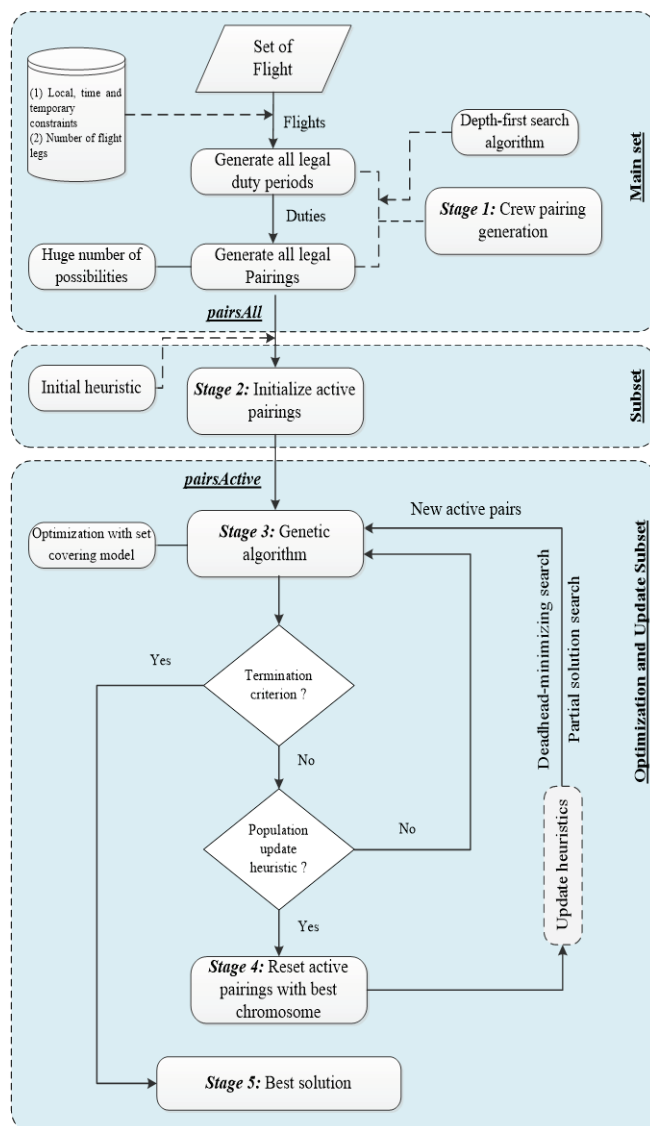 Set of
Flight
(1) Local, time and
temporary
constraints
(2) Number of flight
legs
Flights
Depth-first search
algorithm
Generate all legal
duty periods
Main set
Stage 1: Crew pairing
generation
Duties
Huge number of
possibilities
Generate all legal
Pairings
pairsAll
Initial heuristic
Stage 2: Initialize active
pairings
Subset
pairsActive
New active pairs
Optimization with set
covering model
Stage 3: Genetic
algorithm
Yes
Termination
criterion ?
Deadhead-minimizing search
Partial solution search
Optimization and Update Subset
No
Population
update
heuristic ?
No
Update heuristics
Yes
Stage 4: Reset active
pairings with best
chromosome
Stage 5: Best solution